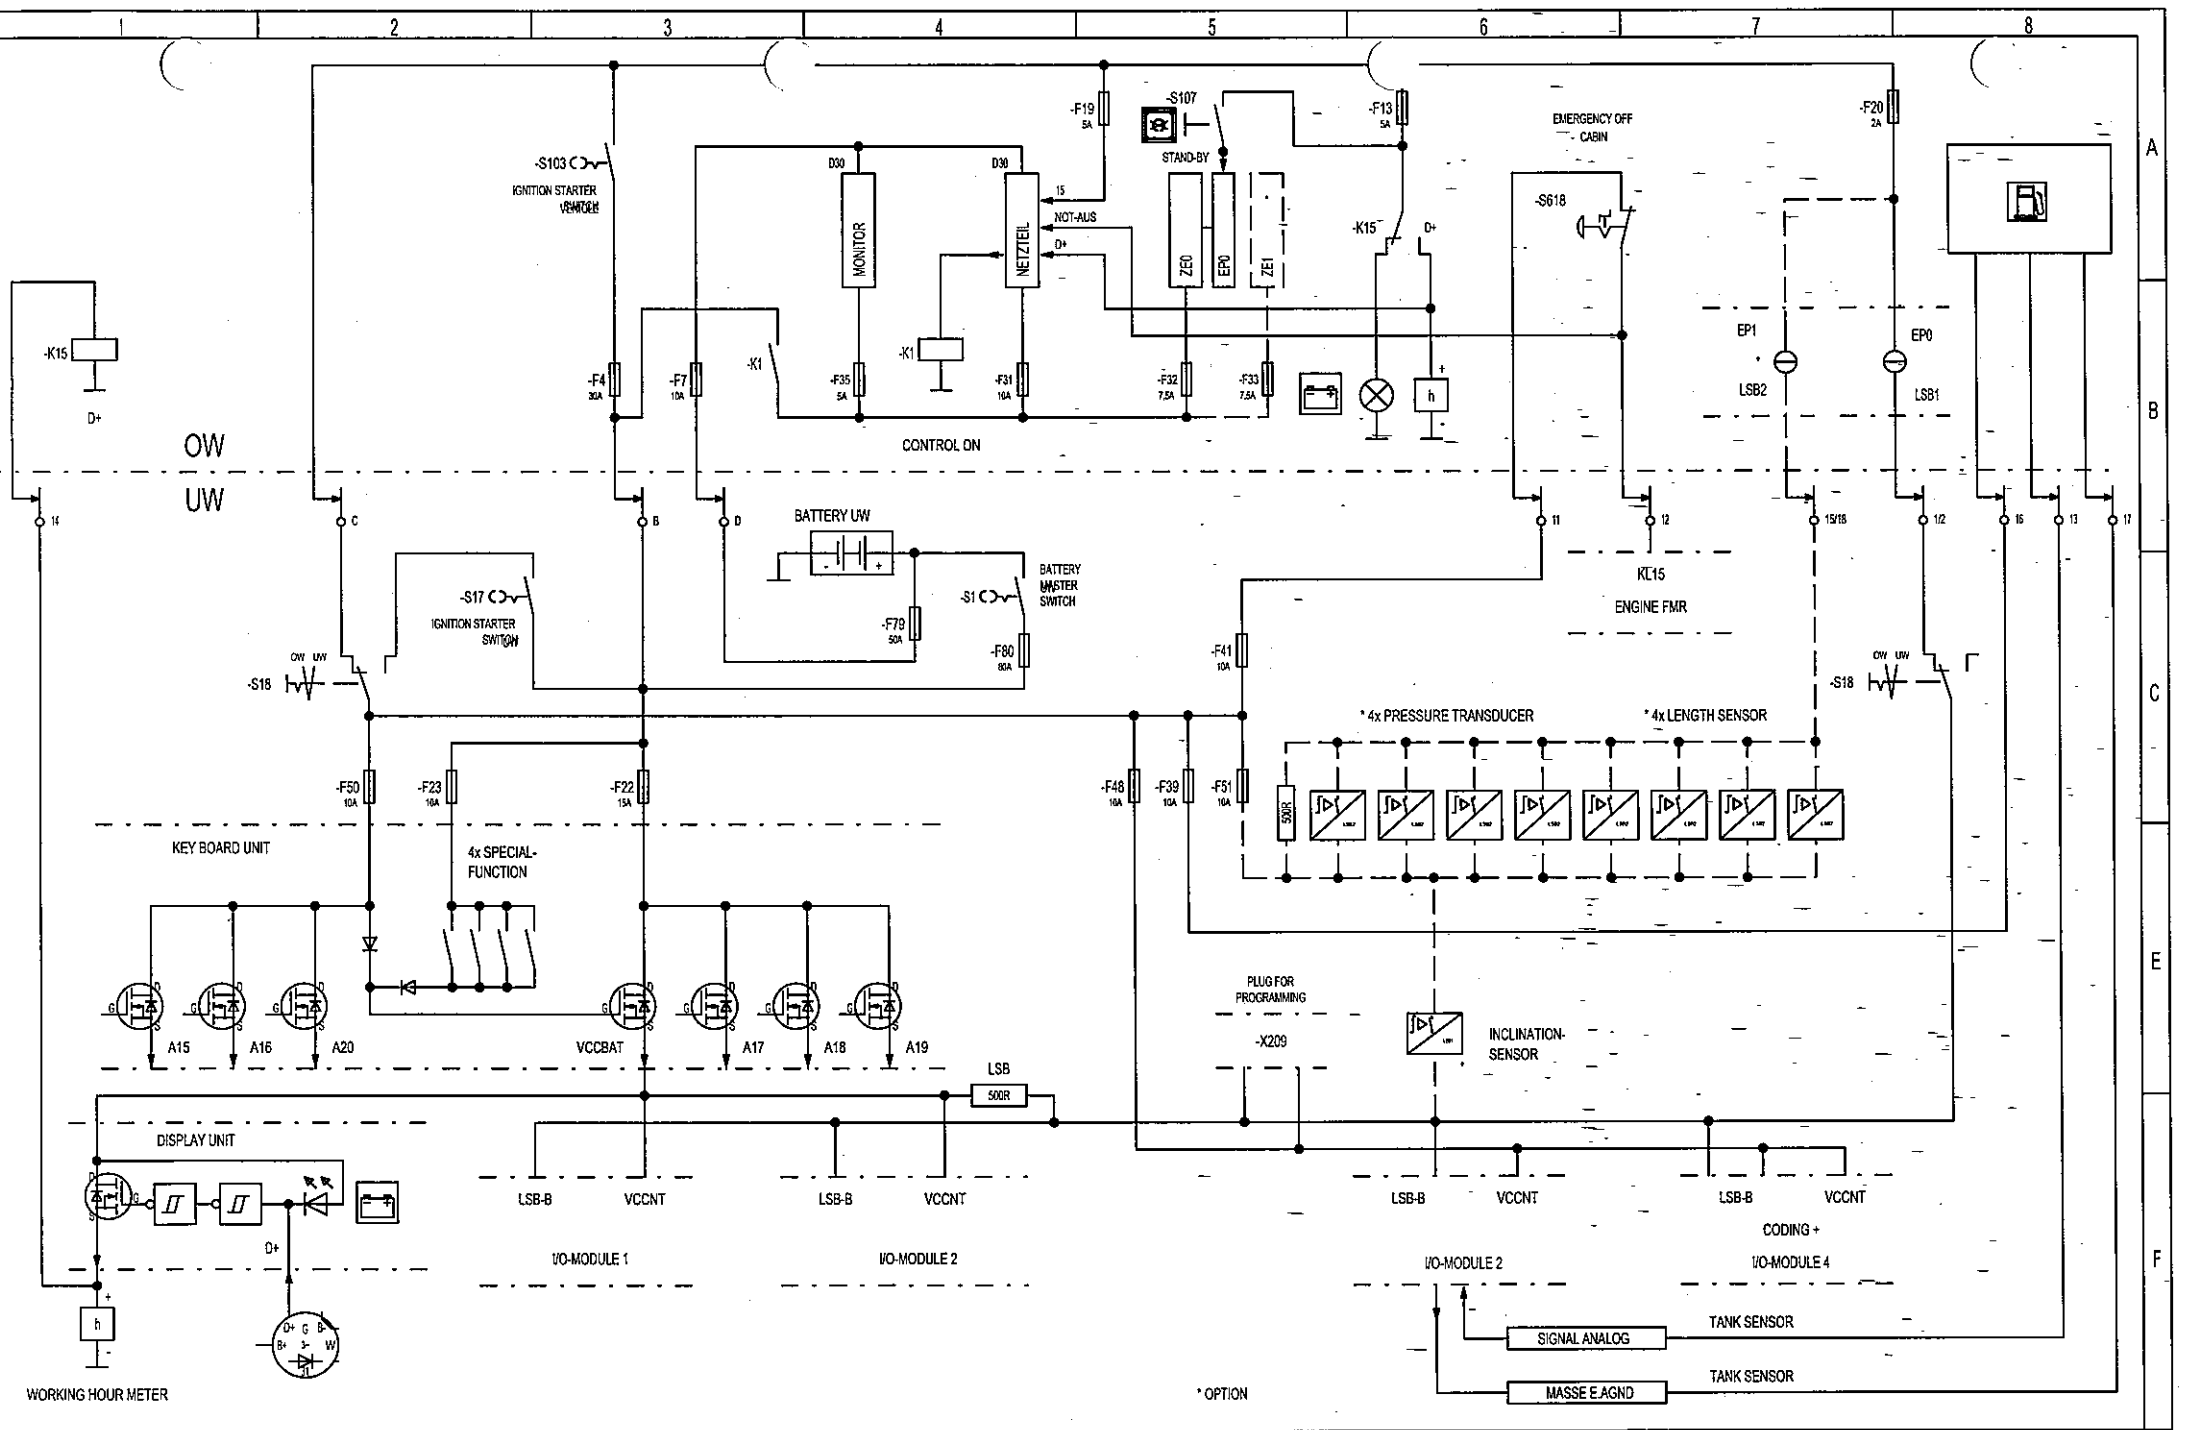 1 2 3 4 5 6 7 8
A
B
C
E
F
-F19
5A
-S107
STAND-BY
-F13
5A
EMERGENCY OFF
CABIN
-F20
2A
-S103
IGNITION STARTER
SWITCH
VEHICLE
D30
MONITOR
D30
NETZTEIL
15
NOT-AUS
D+
ZE0
EP0
ZE1
-K15
D+
-S618
-K15
D+
-F4
30A
-F7
10A
-K1
-F35
5A
-K1
-F31
10A
-F32
7,5A
-F33
7,5A
+
h
-
EP1
*
LSB2
EP0
LSB1
CONTROL ON
OW
UW
14
C
B
D
11
12
15/18
1/2
16
13
17
BATTERY UW
- +
-S17
IGNITION STARTER
SWITCH
-F79
50A
-S1
BATTERY
MASTER
SWITCH
-F80
80A
-F41
10A
KL15
ENGINE FMR
OW UW
-S18
OW UW
-S18
* 4x PRESSURE TRANSDUCER
* 4x LENGTH SENSOR
-F50
10A
-F23
10A
-F22
15A
-F48
10A
-F39
10A
-F51
10A
500R
KEY BOARD UNIT
4x SPECIAL-
FUNCTION
D
G
S
A15
D
G
S
A16
D
G
S
A20
D
G
S
VCCBAT
D
G
S
A17
D
G
S
A18
D
G
S
A19
PLUG FOR
PROGRAMMING
-X209
INCLINATION-
SENSOR
LSB
500R
DISPLAY UNIT
D
G
S
D+
LSB-B
VCCNT
I/O-MODULE 1
LSB-B
VCCNT
I/O-MODULE 2
LSB-B
VCCNT
I/O-MODULE 2
LSB-B
VCCNT
CODING +
I/O-MODULE 4
+
h
-
D+ G B-
B+ 3~ W
WORKING HOUR METER
SIGNAL ANALOG
TANK SENSOR
MASSE E.AGND
TANK SENSOR
* OPTION